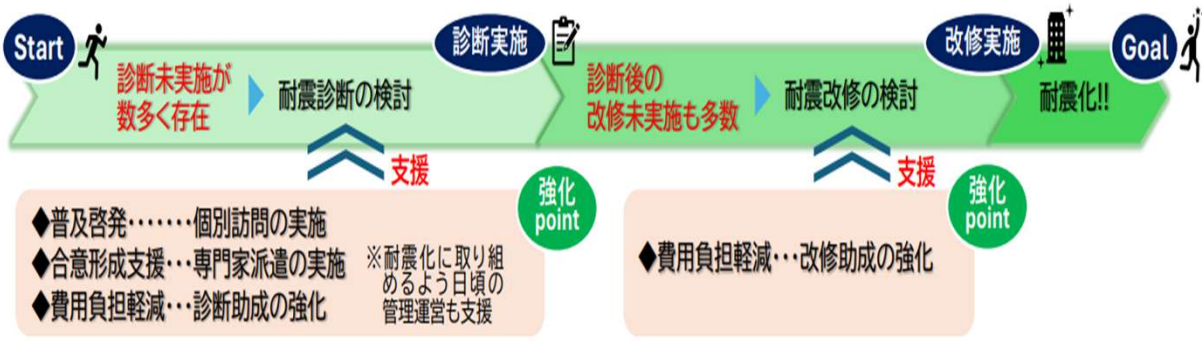 Start
診断未実施が
数多く存在
耐震診断の検討
診断実施
診断後の
改修未実施も多数
耐震改修の検討
改修実施
耐震化!!
Goal
支援
強化
point
◆普及啓発‥‥‥・個別訪問の実施
◆合意形成支援・・・専門家派遣の実施
◆費用負担軽減・・・診断助成の強化
※耐震化に取り組
めるよう日頃の
管理運営も支援
支援
強化
point
◆費用負担軽減・・・改修助成の強化